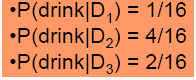 •P(drink|D₁) = 1/16
•P(drink|D₂) = 4/16
•P(drink|D₃) = 2/16